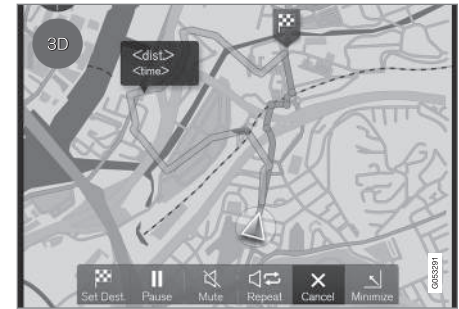 3D
<dist.>
<time>
Set Dest. Pause Mute Repeat Cancel Minimize
G053291